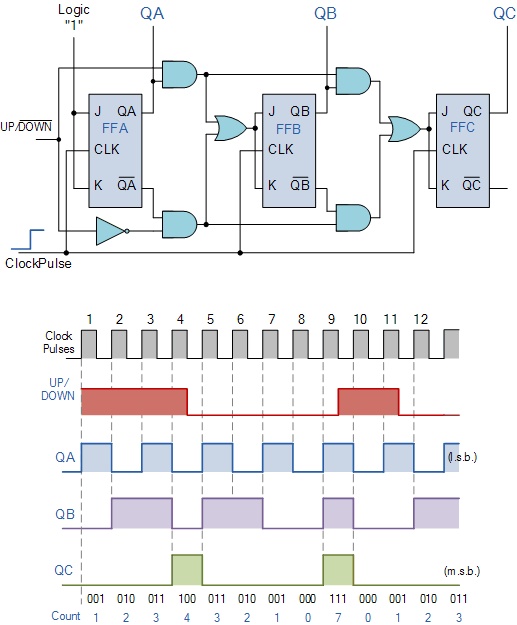 Logic
"1"
QA
QB
QC
UP/DOWN
J QA
FFA
CLK
K QA
J QB
FFB
CLK
K QB
J QC
FFC
CLK
K QC
ClockPulse
1 2 3 4 5 6 7 8 9 10 11 12
Clock
Pulses
UP/
DOWN
QA
(l.s.b.)
QB
QC
(m.s.b.)
001 010 011 100 011 010 001 000 111 000 001 010 011
Count 1 2 3 4 3 2 1 0 7 0 1 2 3